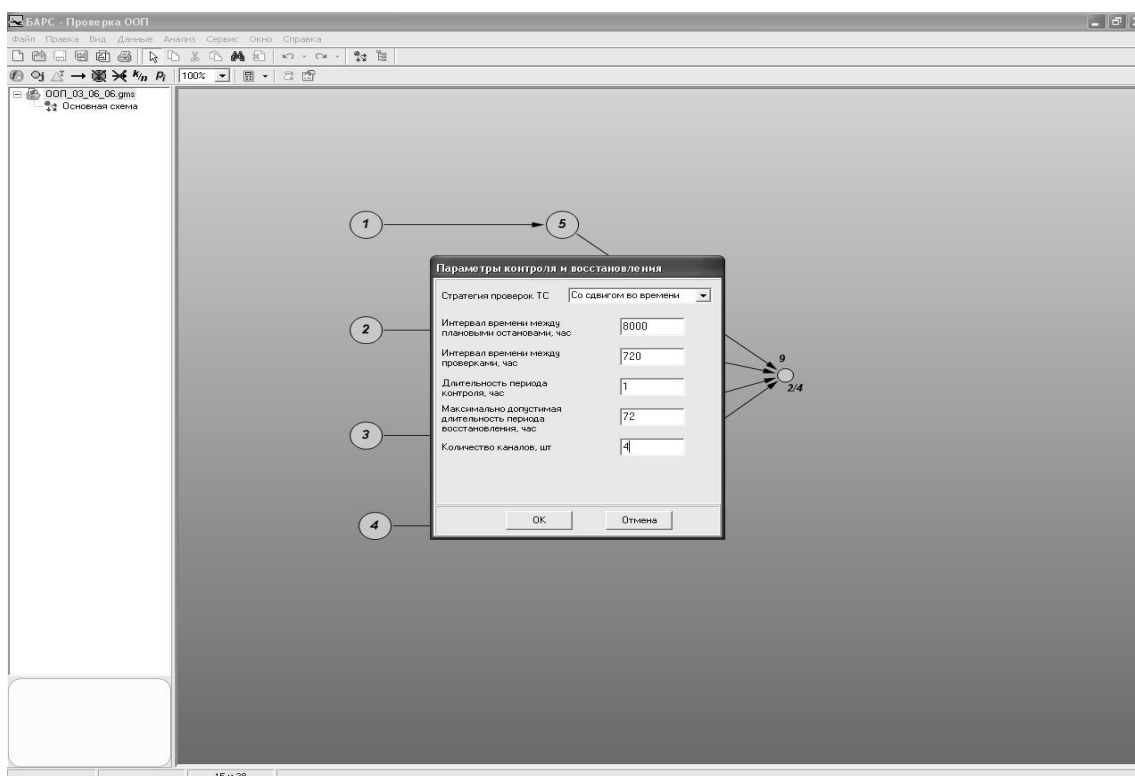 БАРС - Проверка ООП
Файл Правка Вид Данные Анализ Сервис Окно Справка
K/n Pi 100%
ООП_03_06_06.gms
Основная схема
1
5
Параметры контроля и восстановления
Стратегия проверок ТС Со сдвигом во времени
2
Интервал времени между
плановыми остановами, час
8000
Интервал времени между
проверками, час
720
9
2/4
Длительность периода
контроля, час
1
Максимально допустимая
длительность периода
восстановления, час
72
3
Количество каналов, шт
4
4
ОК
Отмена